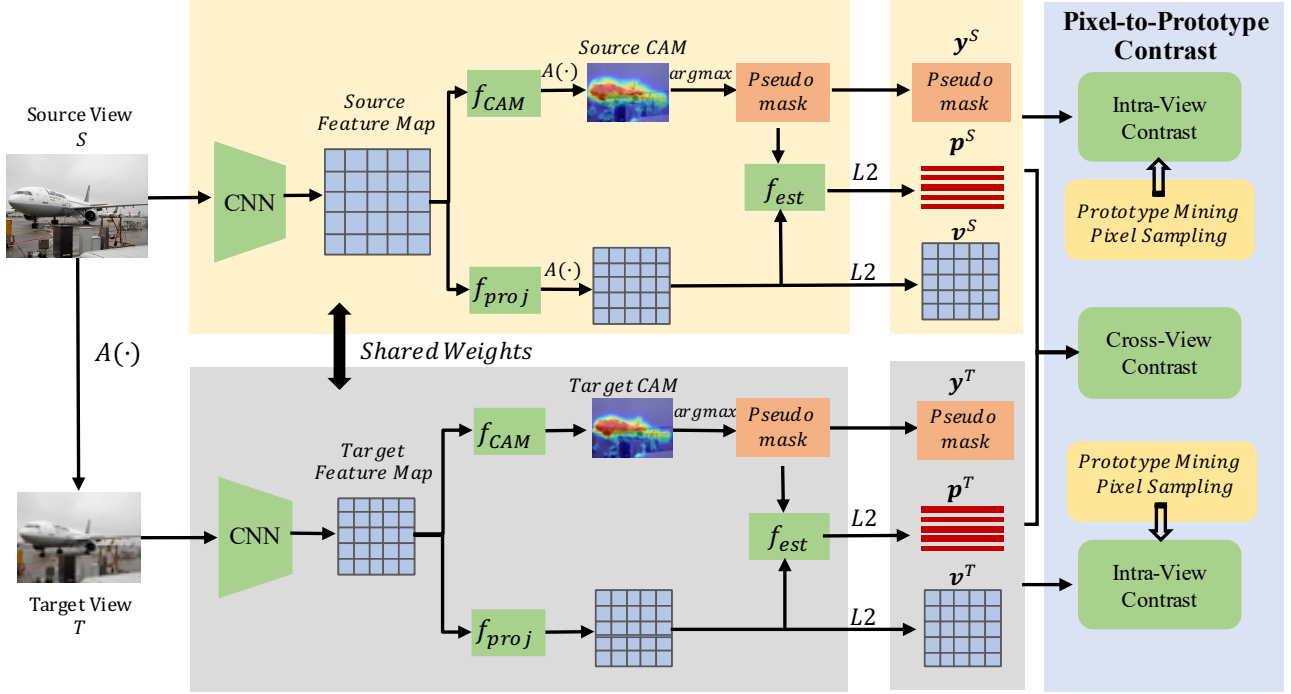 Source View
S
CNN
Source
Feature Map
f_CAM
A(·)
Source CAM
argmax
Pseudo
mask
f_est
L2
f_proj
A(·)
L2
y^S
Pseudo
mask
p^S
v^S
Pixel-to-Prototype
Contrast
Intra-View
Contrast
Prototype Mining
Pixel Sampling
A(·)
Shared Weights
Cross-View
Contrast
Target View
T
CNN
Target
Feature Map
f_CAM
Target CAM
argmax
Pseudo
mask
f_est
L2
f_proj
L2
y^T
Pseudo
mask
p^T
v^T
Prototype Mining
Pixel Sampling
Intra-View
Contrast